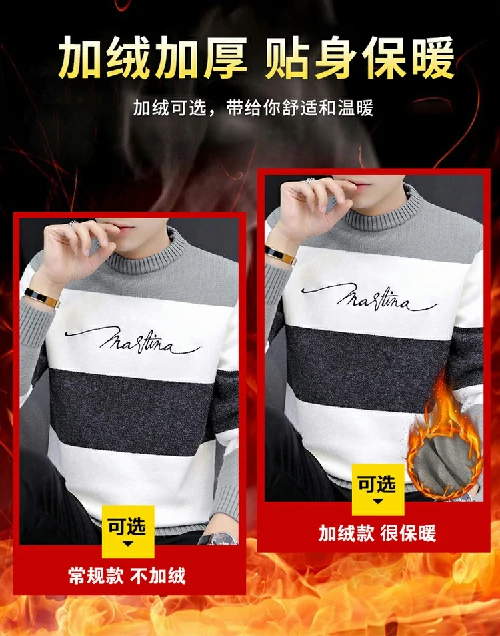 加绒加厚 贴身保暖
加绒可选，带给你舒适和温暖
Martina
可选
常规款 不加绒
Martina
可选
加绒款 很保暖